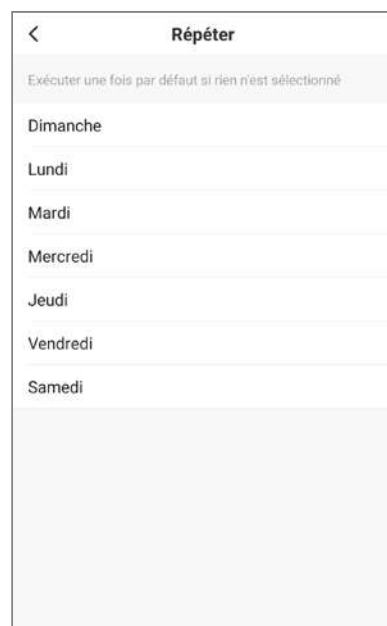 Répéter
Exécuter une fois par défaut si rien n'est sélectionné
Dimanche
Lundi
Mardi
Mercredi
Jeudi
Vendredi
Samedi